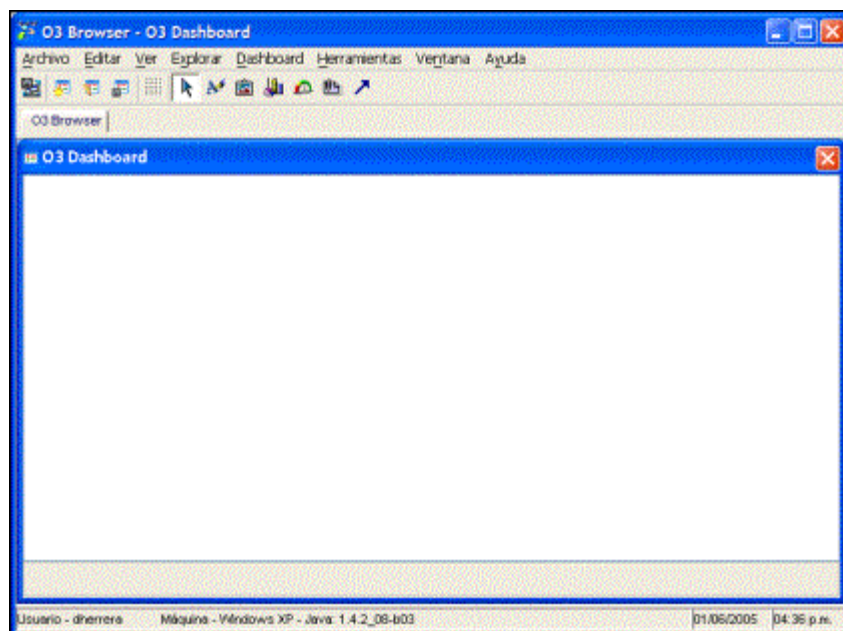 O3 Browser - O3 Dashboard
Archivo Editar Ver Explorar Dashboard Herramientas Ventana Ayuda
O3 Browser
O3 Dashboard
Usuario - dherrera Máquina - Windows XP - Java: 1.4.2_08-b03 01/06/2005 04:36 p.m.